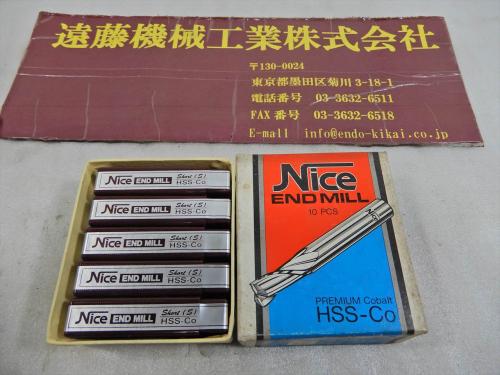 遠藤機械工業株式会社
〒130-0024
東京都墨田区菊川3-18-1
電話番号 03-3632-6511
FAX番号 03-3632-6518
E-mail info@endo-kikai.co.jp
Nice END MILL Short (S) HSS-Co
Nice END MILL Short (S) HSS-Co
Nice END MILL Short (S) HSS-Co
Nice END MILL Short (S) HSS-Co
Nice END MILL Short (S) HSS-Co
Nice
END MILL
10 PCS
PREMIUM Cobalt
HSS-Co